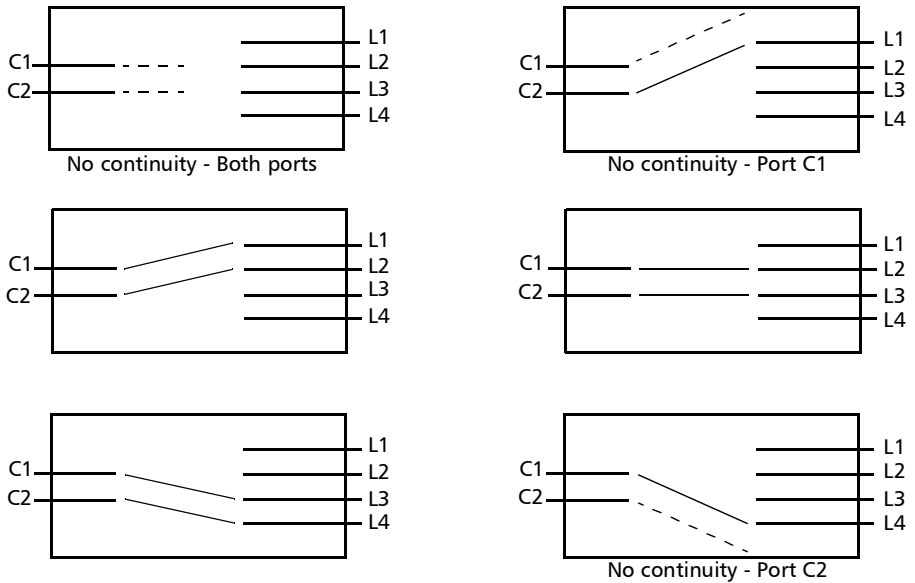 C1
C2
L1
L2
L3
L4
No continuity - Both ports
C1
C2
L1
L2
L3
L4
No continuity - Port C1
C1
C2
L1
L2
L3
L4
C1
C2
L1
L2
L3
L4
C1
C2
L1
L2
L3
L4
C1
C2
L1
L2
L3
L4
No continuity - Port C2